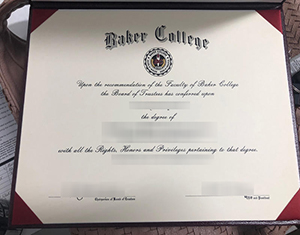 Baker College
Upon the recommendation of the Faculty of Baker College
the Board of Trustees has conferred upon
the degree of
with all the Rights, Honors and Privileges pertaining to that degree.